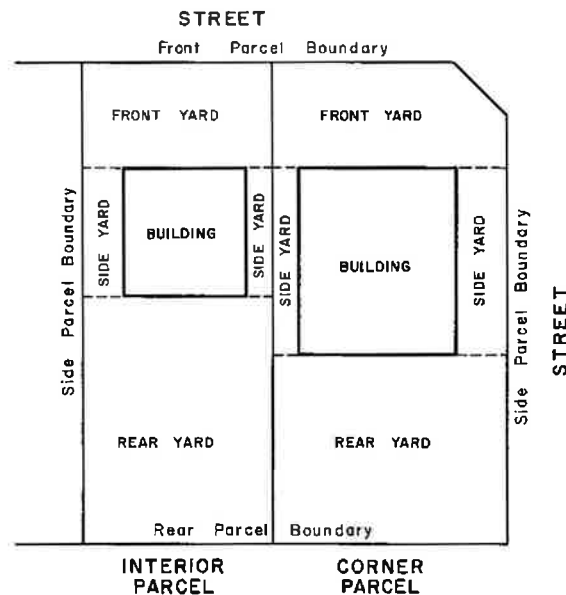 STREET
Front Parcel Boundary
FRONT YARD
FRONT YARD
Side Parcel Boundary
SIDE YARD
BUILDING
SIDE YARD
SIDE YARD
BUILDING
SIDE YARD
Side Parcel Boundary
STREET
REAR YARD
REAR YARD
Rear Parcel Boundary
INTERIOR
PARCEL
CORNER
PARCEL